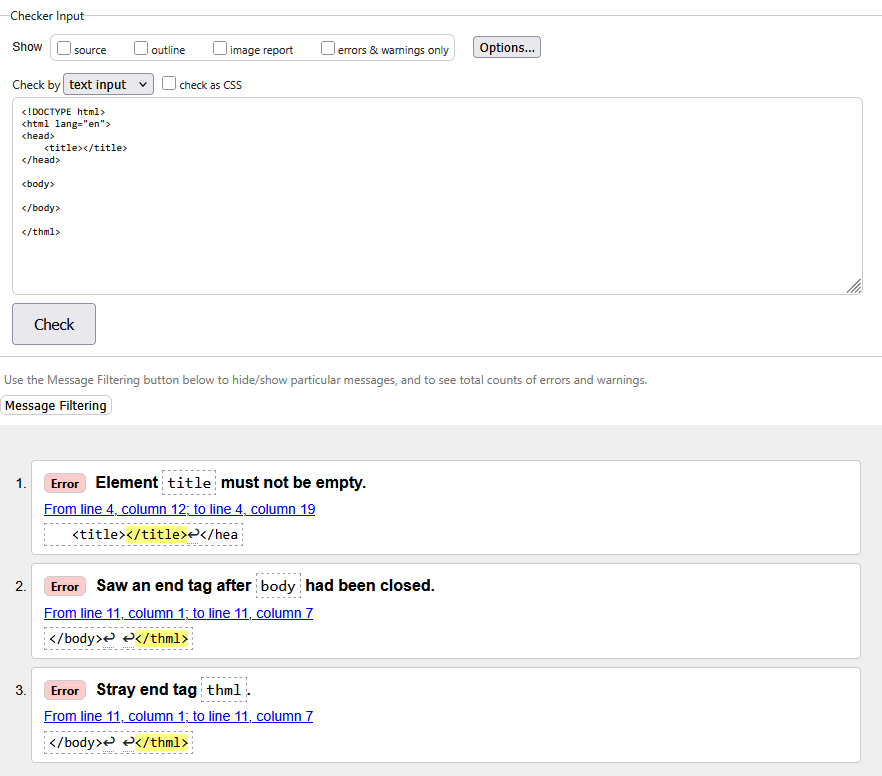 Checker Input
Show source outline image report errors & warnings only Options...
Check by text input check as CSS
<!DOCTYPE html>
<html lang="en">
<head>
    <title></title>
</head>
<body>
</body>
</thml>
Check
Use the Message Filtering button below to hide/show particular messages, and to see total counts of errors and warnings.
Message Filtering
1. Error Element title must not be empty.
From line 4, column 12; to line 4, column 19
<title></title>↩</hea
2. Error Saw an end tag after body had been closed.
From line 11, column 1; to line 11, column 7
</body>↩ ↩</thml>
3. Error Stray end tag thml.
From line 11, column 1; to line 11, column 7
</body>↩ ↩</thml>